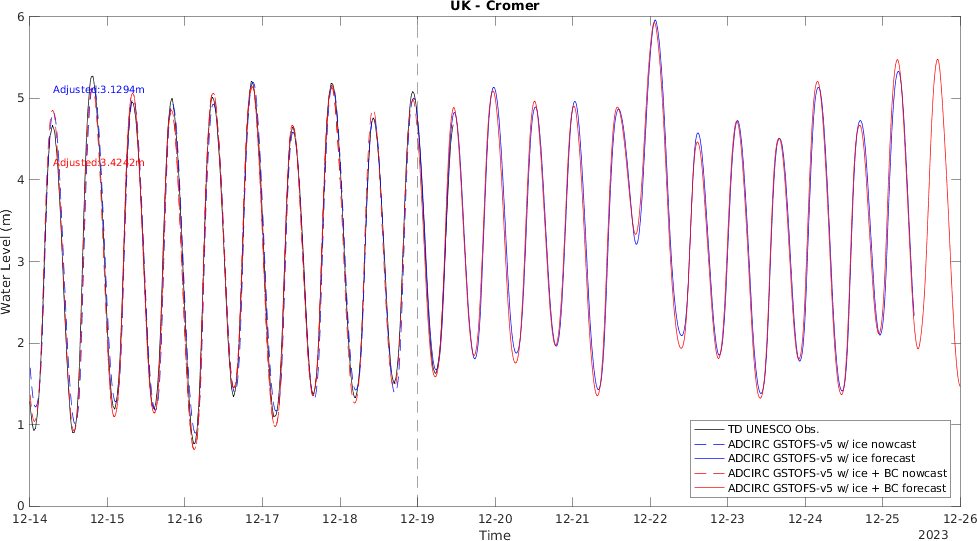 UK - Cromer
6
5
4
3
2
1
0
Water Level (m)
Adjusted:3.1294m
Adjusted:3.4242m
TD UNESCO Obs.
ADCIRC GSTOFS-v5 w/ ice nowcast
ADCIRC GSTOFS-v5 w/ ice forecast
ADCIRC GSTOFS-v5 w/ ice + BC nowcast
ADCIRC GSTOFS-v5 w/ ice + BC forecast
12-14 12-15 12-16 12-17 12-18 12-19 12-20 12-21 12-22 12-23 12-24 12-25 12-26
Time
2023